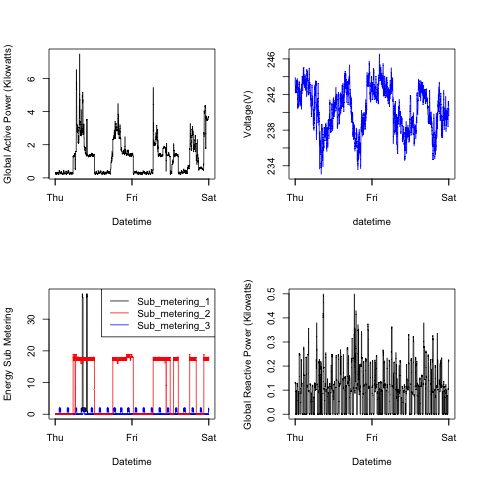 Global Active Power (Kilowatts)
0 2 4 6
Thu Fri Sat
Datetime
Voltage(V)
234 238 242 246
Thu Fri Sat
datetime
Energy Sub Metering
0 10 20 30
Sub_metering_1
Sub_metering_2
Sub_metering_3
Thu Fri Sat
Datetime
Global Reactive Power (Kilowatts)
0.0 0.1 0.2 0.3 0.4 0.5
Thu Fri Sat
Datetime